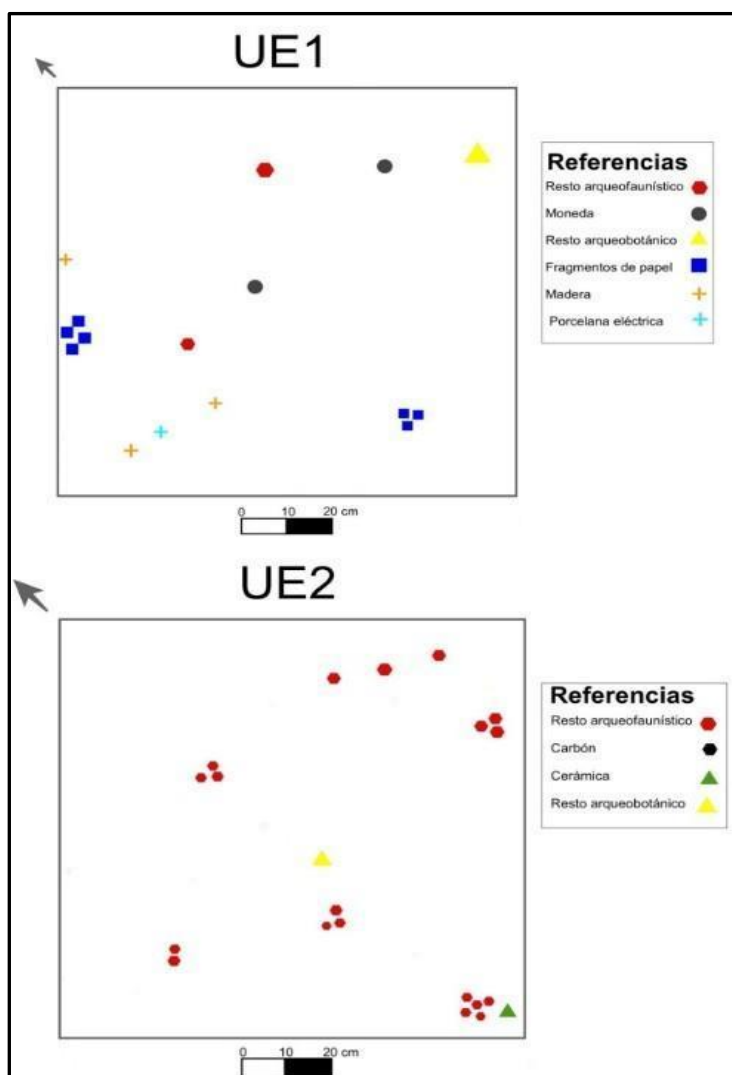 UE1
Referencias
Resto arqueofaunístico
Moneda
Resto arqueobotánico
Fragmentos de papel
Madera
Porcelana eléctrica
0 10 20 cm
UE2
Referencias
Resto arqueofaunístico
Carbón
Cerámica
Resto arqueobotánico
0 10 20 cm